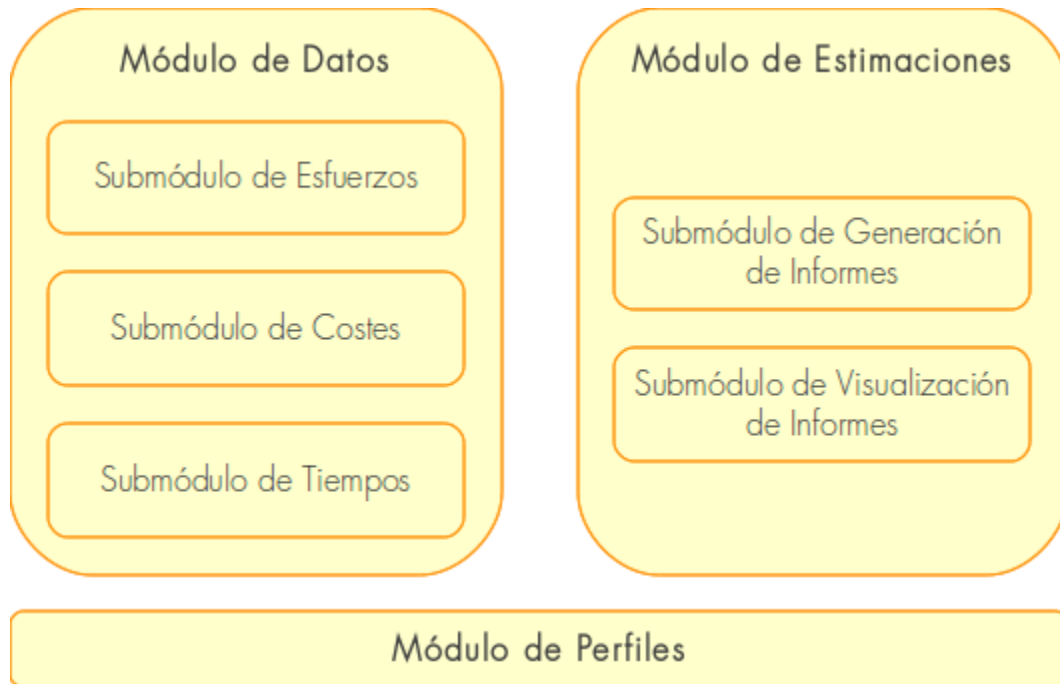 Módulo de Datos
Submódulo de Esfuerzos
Submódulo de Costes
Submódulo de Tiempos
Módulo de Estimaciones
Submódulo de Generación
de Informes
Submódulo de Visualización
de Informes
Módulo de Perfiles